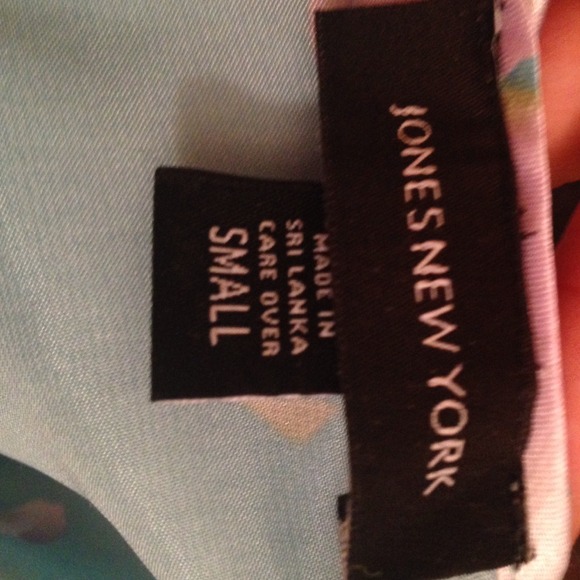 JONES NEW YORK
MADE IN
SRI LANKA
CARE OVER
SMALL